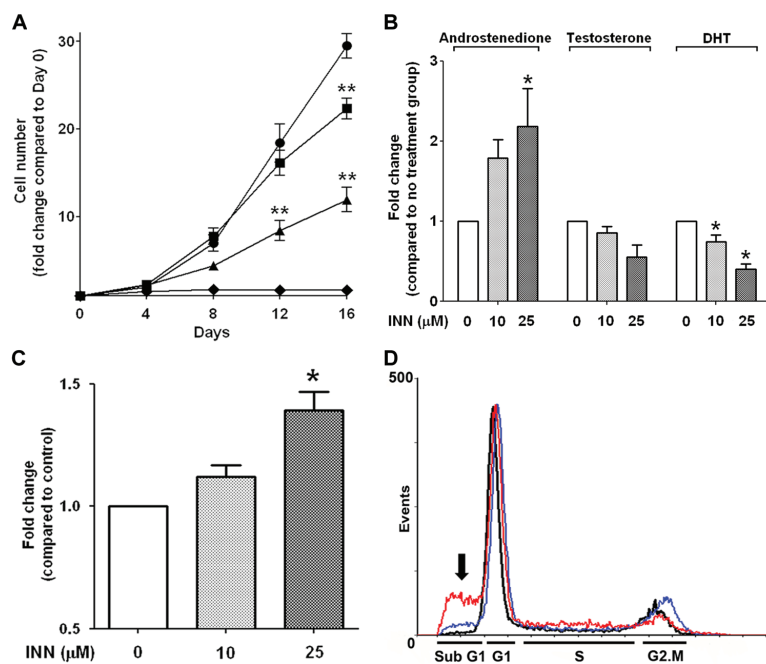 A
Cell number
(fold change compared to Day 0)
30
20
10
**
**
**
0 4 8 12 16
Days
B
Androstenedione Testosterone DHT
Fold change
(compared to no treatment group)
3
2
1
0
*
*
*
INN (μM) 0 10 25 0 10 25 0 10 25
C
Fold change
(compared to control)
1.5
1.0
0.5
*
INN (μM) 0 10 25
D
500
Events
0
Sub G1 G1 S G2.M